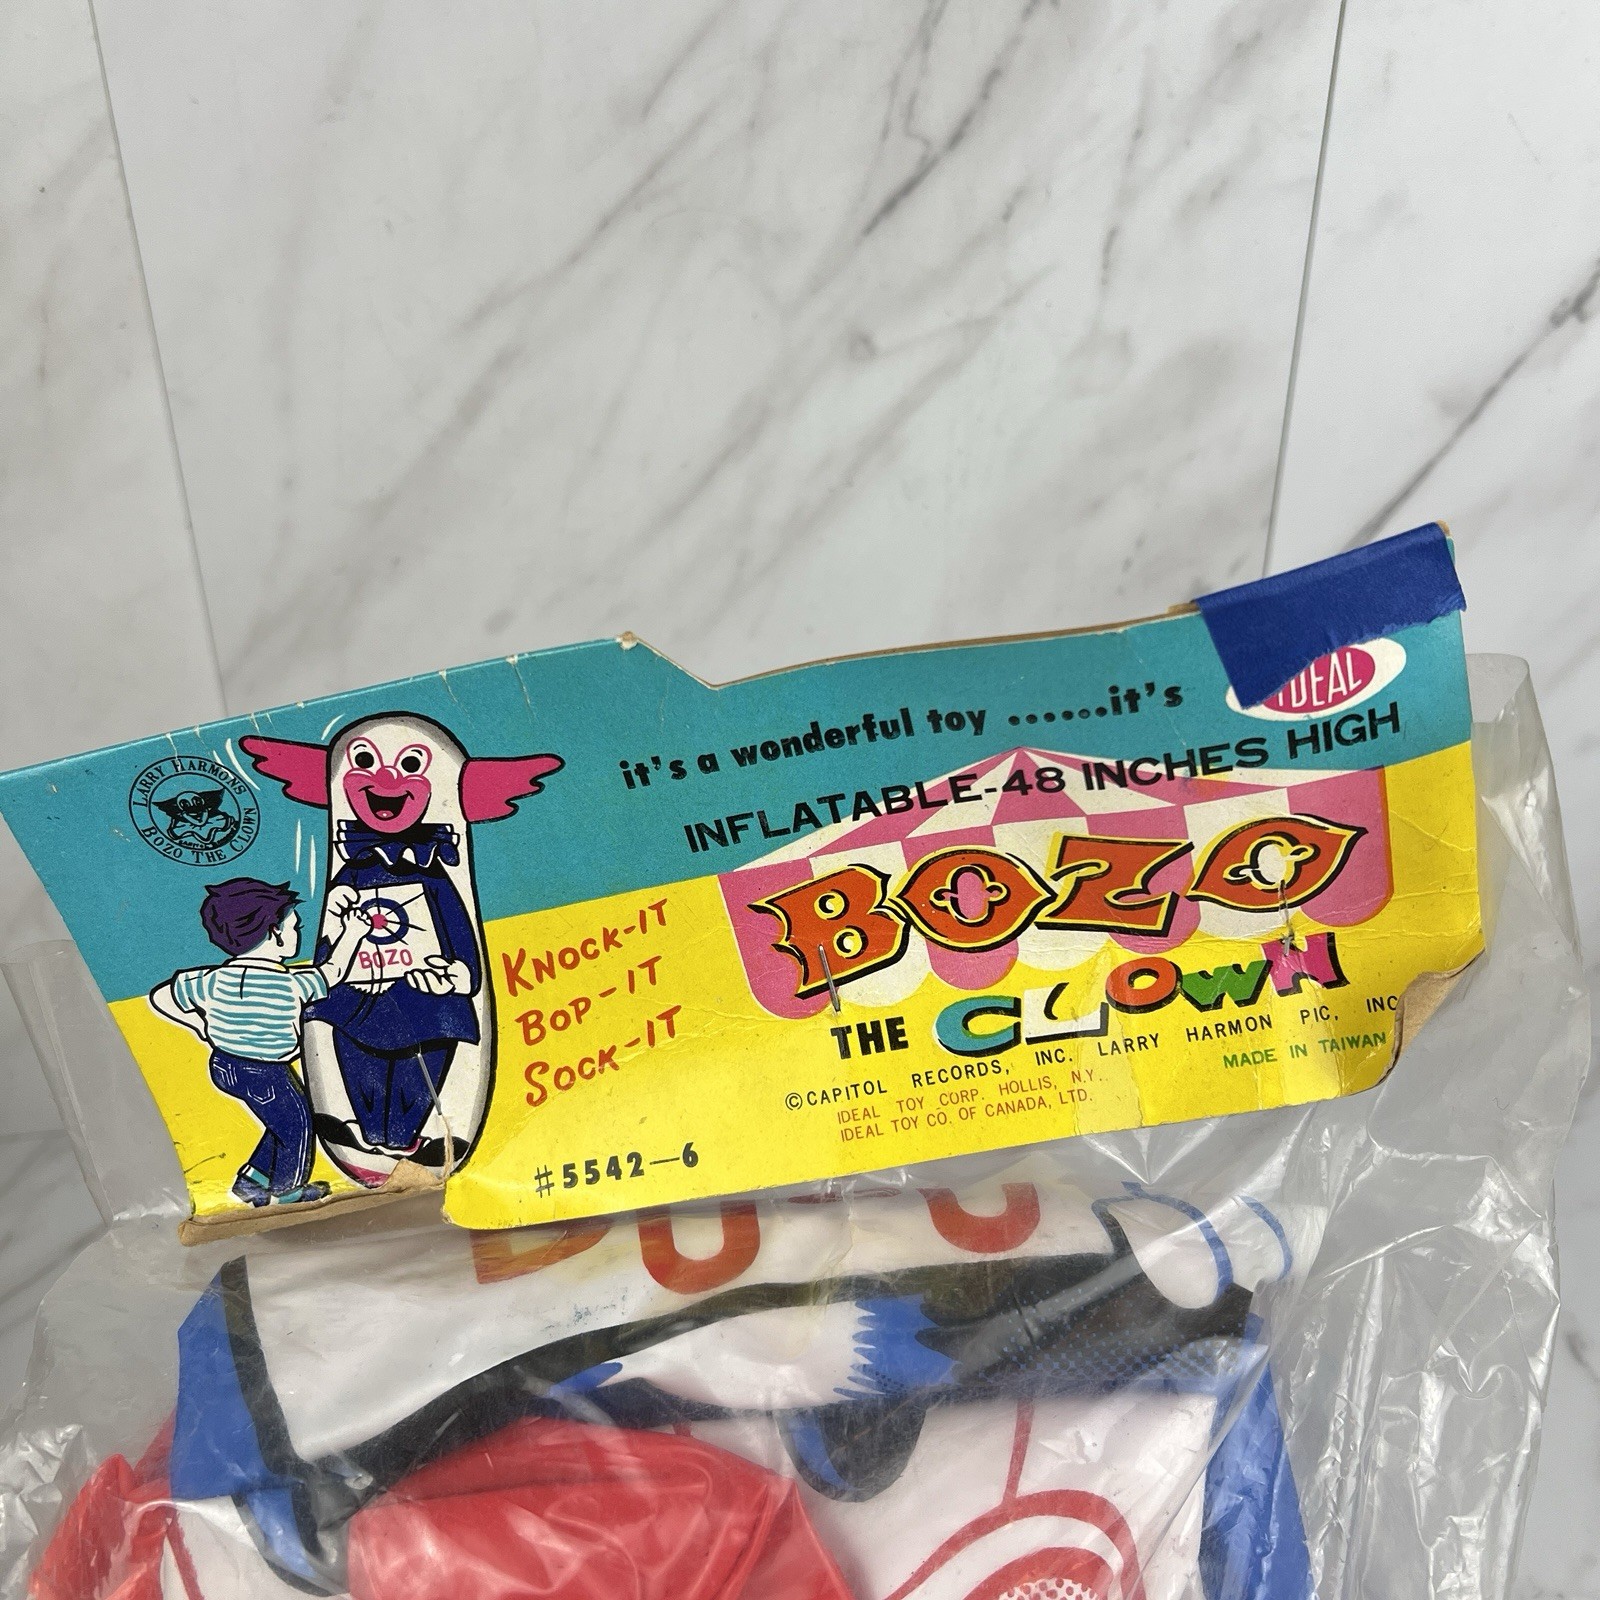 LARRY HARMON'S
BOZO THE CLOWN
it's a wonderful toy ......it's
IDEAL
INFLATABLE-48 INCHES HIGH
BOZO
THE CLOWN
KNOCK-IT
BOP-IT
SOCK-IT
BOZO
©CAPITOL RECORDS, INC. LARRY HARMON PIC, INC
MADE IN TAIWAN
IDEAL TOY CORP. HOLLIS, N.Y.
IDEAL TOY CO. OF CANADA, LTD.
#5542-6